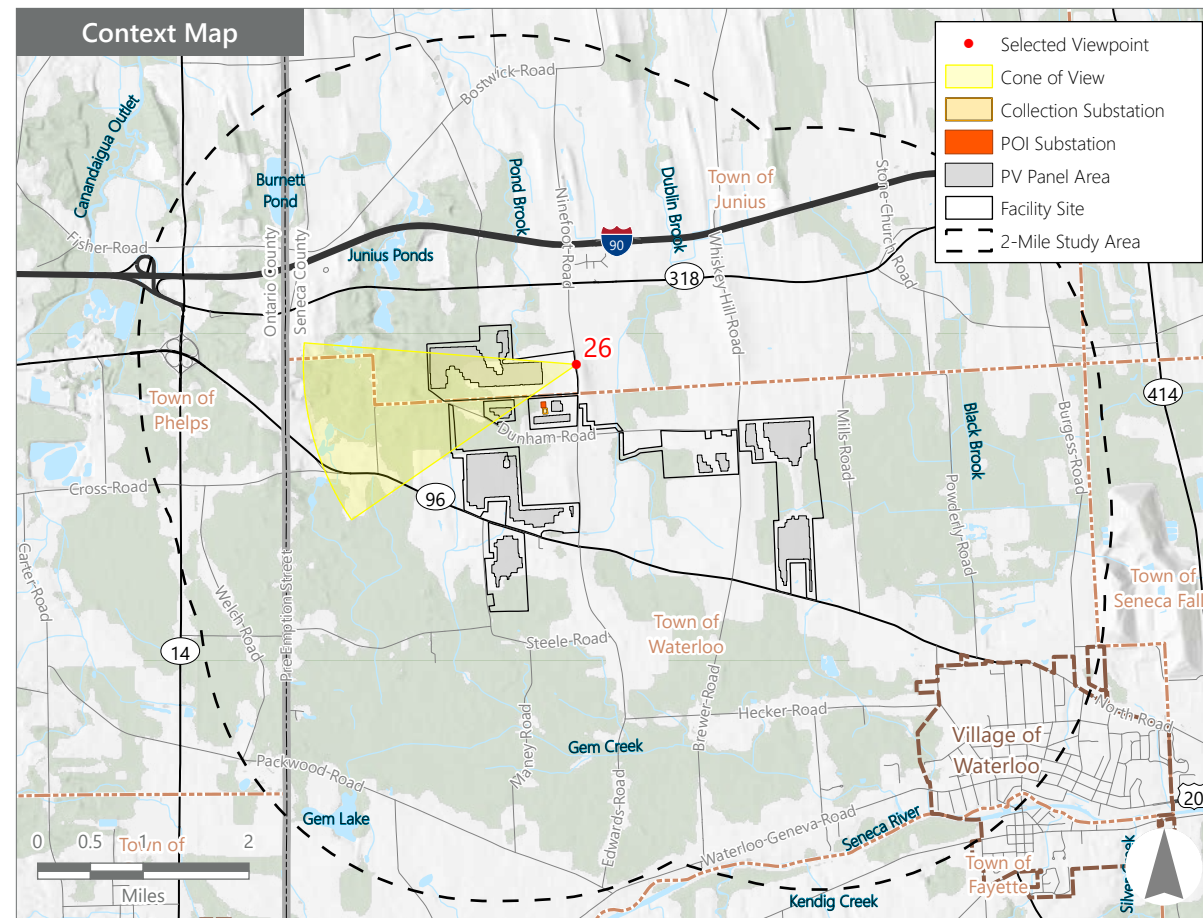 Context Map
Selected Viewpoint
Cone of View
Collection Substation
POI Substation
PV Panel Area
Facility Site
2-Mile Study Area
Bostwick Road
Canandaigua Outlet
Burnett
Pond
Pond Brook
Ninefoot Road
Dublin Brook
Town of
Junius
Stone Church Road
Whiskey Hill Road
Fisher Road
Ontario County
Seneca County
Junius Ponds
90
318
26
414
Town of
Phelps
Dunham Road
Mills Road
Black Brook
Burgess Road
Cross Road
96
Powderly Road
Carter Road
Welch Road
Pre Emption Street
14
Steele Road
Town of
Waterloo
Town of
Seneca Fall
Hecker Road
Brewer Road
North Road
Maney Road
Gem Creek
Village of
Waterloo
Packwood Road
Edwards Road
20
Gem Lake
Waterloo Geneva Road
Seneca River
Town of
Fayette
Kendig Creek
0 0.5 1 2
Town of
Miles